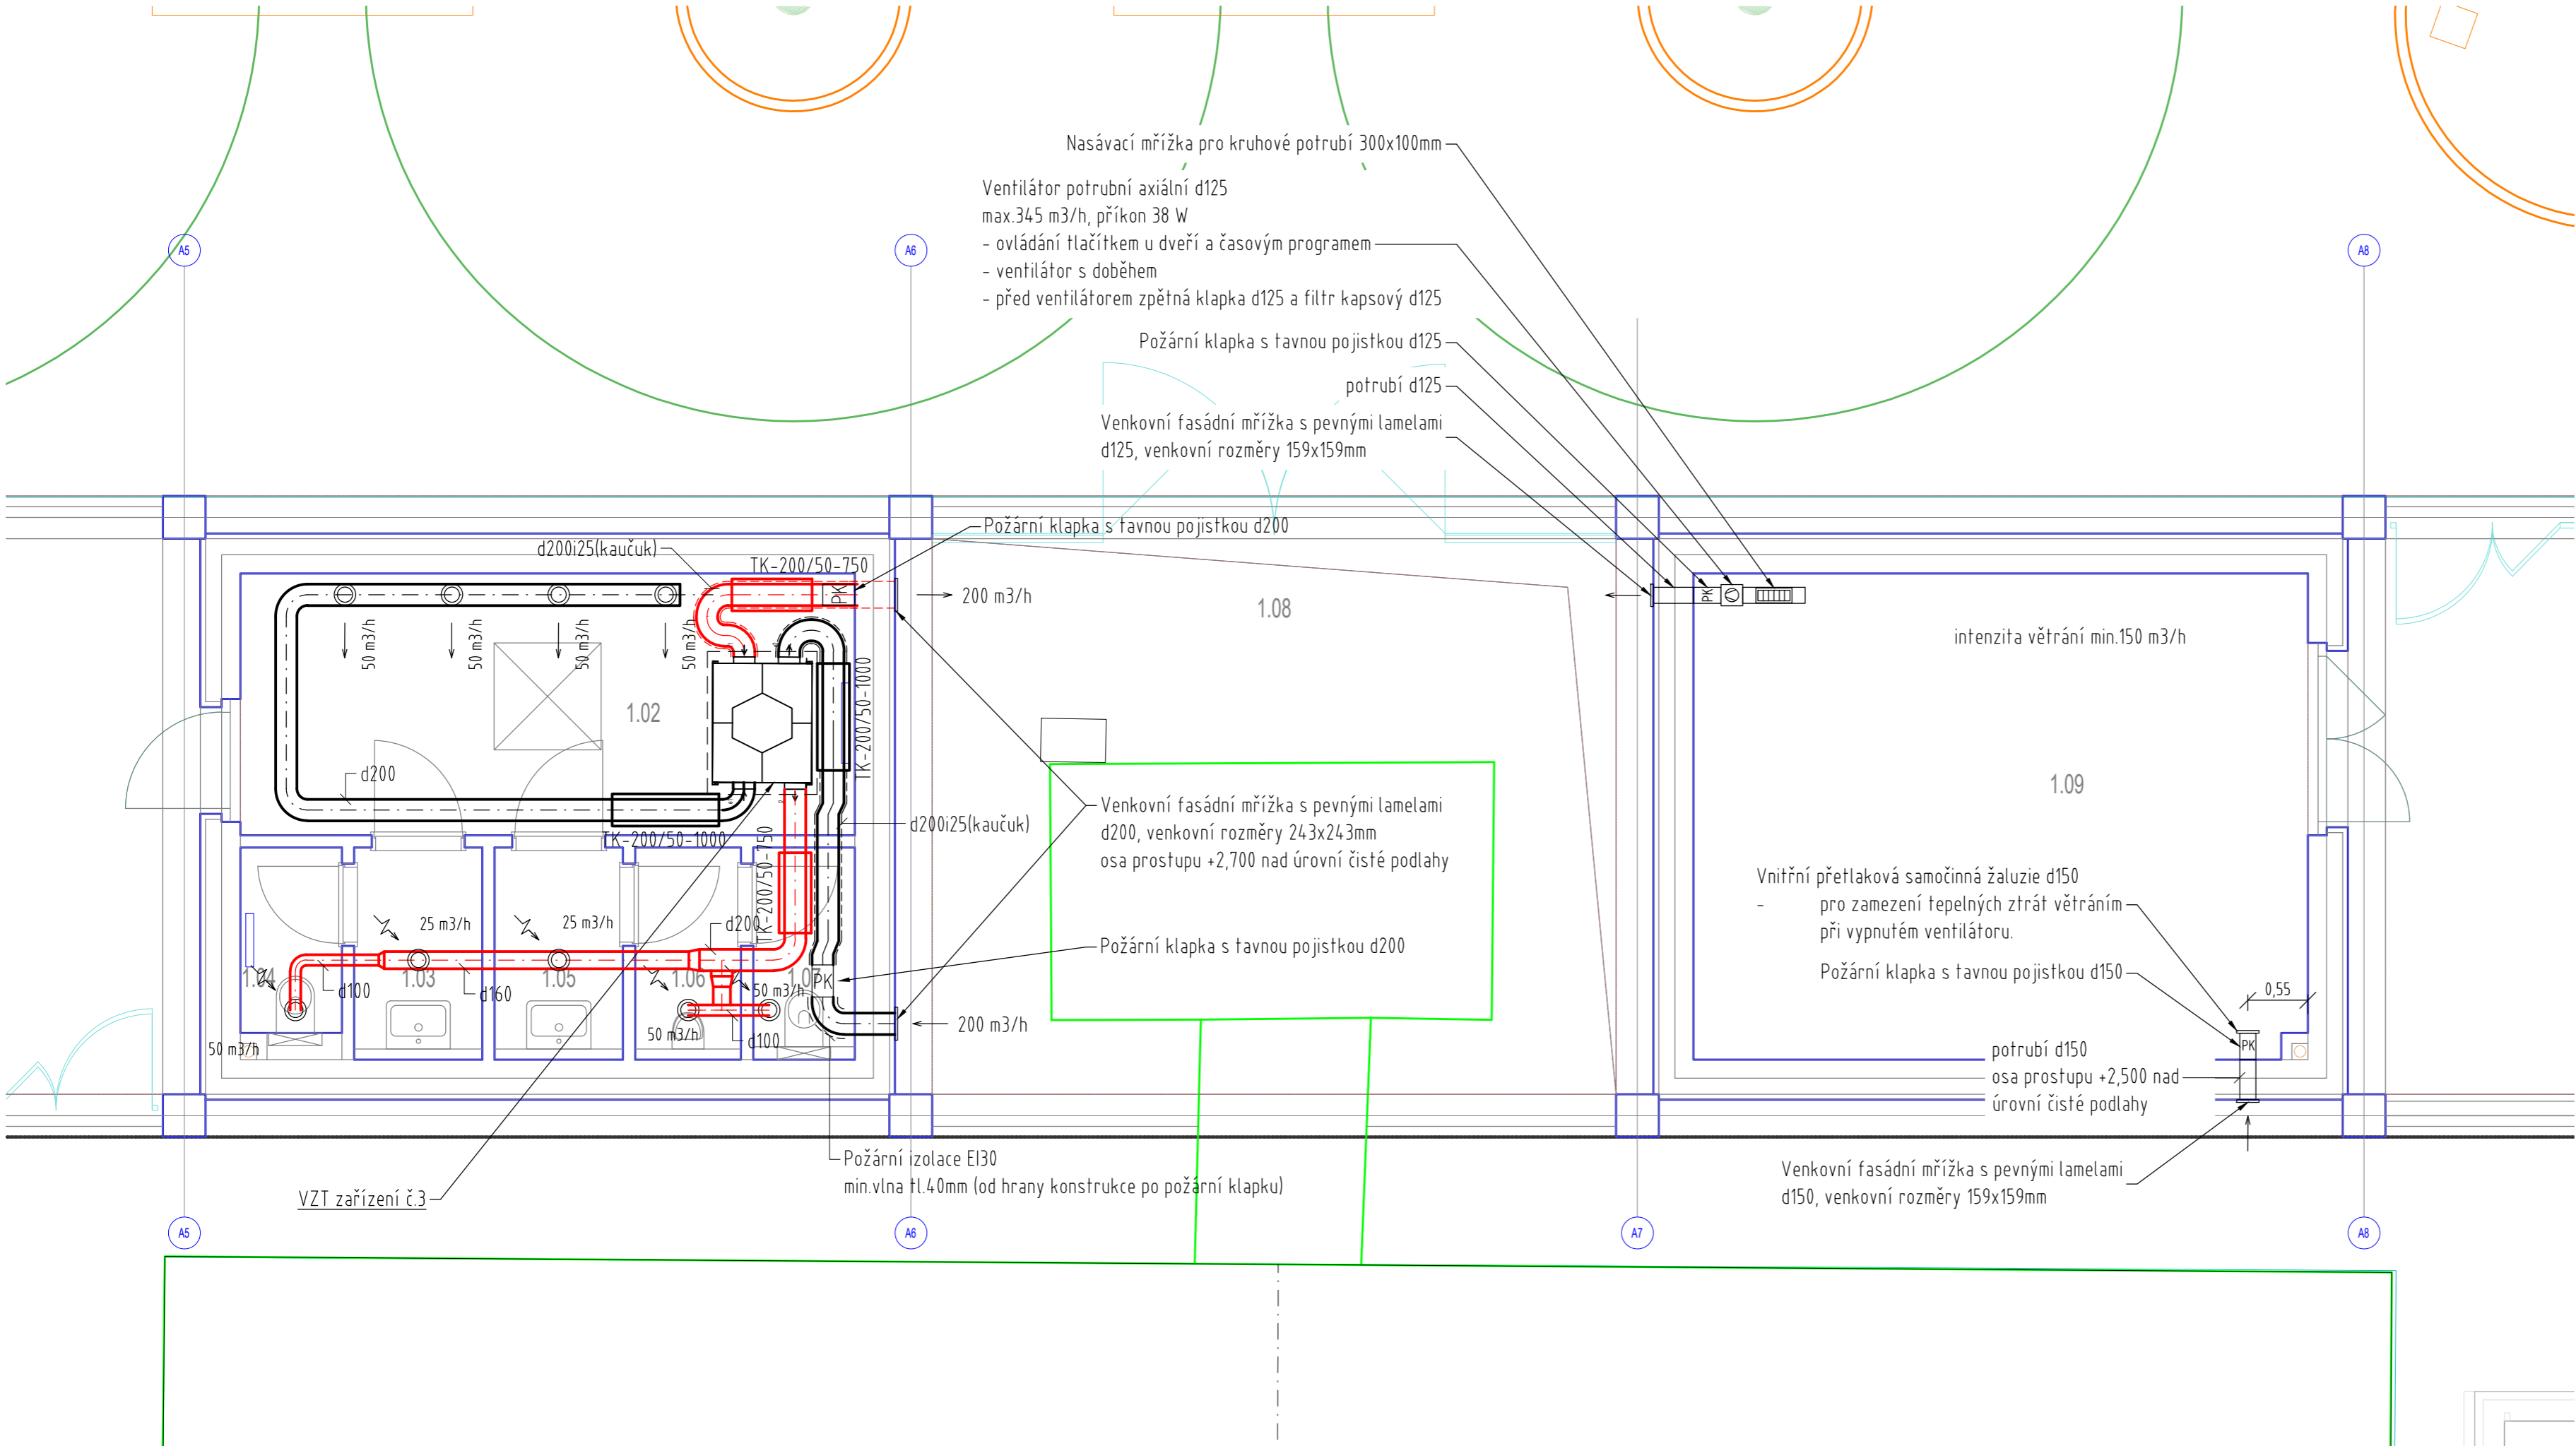 Nasávací mřížka pro kruhové potrubí 300x100mm
Ventilátor potrubní axiální d125
max.345 m3/h, příkon 38 W
- ovládání tlačítkem u dveří a časovým programem
- ventilátor s doběhem
- před ventilátorem zpětná klapka d125 a filtr kapsový d125
A5
A6
A8
Požární klapka s tavnou pojistkou d125
potrubí d125
Venkovní fasádní mřížka s pevnými lamelami
d125, venkovní rozměry 159x159mm
Požární klapka s tavnou pojistkou d200
d200i25(kaučuk)
TK-200/50-750
PK
200 m3/h
1.08
PK
50 m3/h
50 m3/h
50 m3/h
50 m3/h
intenzita větrání min.150 m3/h
1.02
TK-200/50-1000
d200
1.09
TK-200/50-1000
TK-200/50-750
d200i25(kaučuk)
Venkovní fasádní mřížka s pevnými lamelami
d200, venkovní rozměry 243x243mm
osa prostupu +2,700 nad úrovní čisté podlahy
Vnitřní přetlaková samočinná žaluzie d150
- pro zamezení tepelných ztrát větráním
při vypnutém ventilátoru.
25 m3/h
25 m3/h
d200
Požární klapka s tavnou pojistkou d200
Požární klapka s tavnou pojistkou d150
1.04
1.03
1.05
1.06
1.07
PK
d100
d160
50 m3/h
0,55
50 m3/h
50 m3/h
d100
200 m3/h
PK
potrubí d150
osa prostupu +2,500 nad
úrovní čisté podlahy
Požární izolace EI30
min.vlna tl.40mm (od hrany konstrukce po požární klapku)
VZT zařízení č.3
Venkovní fasádní mřížka s pevnými lamelami
d150, venkovní rozměry 159x159mm
A5
A6
A7
A8